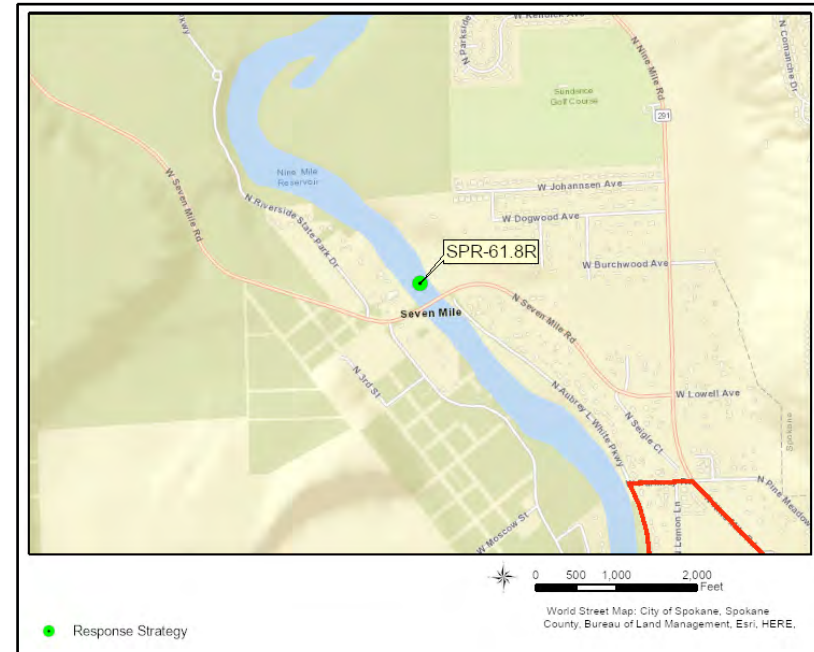 W Kendick Ave
Pkwy
N Parkside
N Nine Mile Rd
N Comanche Dr
Sundance
Golf Course
291
Nine Mile
Reservoir
W Seven Mile Rd
N Riverside State Park Dr
W Johannsen Ave
W Dogwood Ave
SPR-61.8R
W Burchwood Ave
Seven Mile
N Seven Mile Rd
N 3rd St
W Lowell Ave
N Aubrey L White Pkwy
N Seigle Ct
Spokane
N Pine Meadow
N Lemon Ln
W Moscow St
0 500 1,000 2,000
Feet
World Street Map: City of Spokane, Spokane
County, Bureau of Land Management, Esri, HERE,
Response Strategy